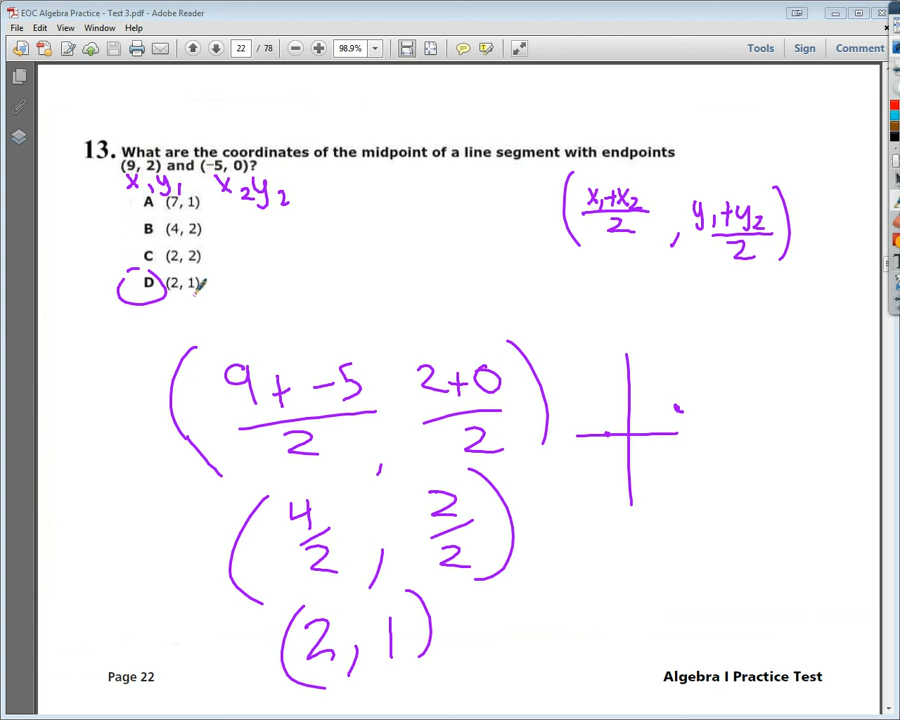 EOC Algebra Practice - Test 3.pdf - Adobe Reader
File Edit View Window Help
22 / 78 98.9% Tools Sign Comment
13. What are the coordinates of the midpoint of a line segment with endpoints
(9, 2) and (−5, 0)?
x₁y₁ x₂y₂
A (7, 1)
B (4, 2)
C (2, 2)
D (2, 1)
(x₁+x₂/2, y₁+y₂/2)
(9+-5/2, 2+0/2)
(4/2, 2/2)
(2, 1)
Page 22 Algebra I Practice Test